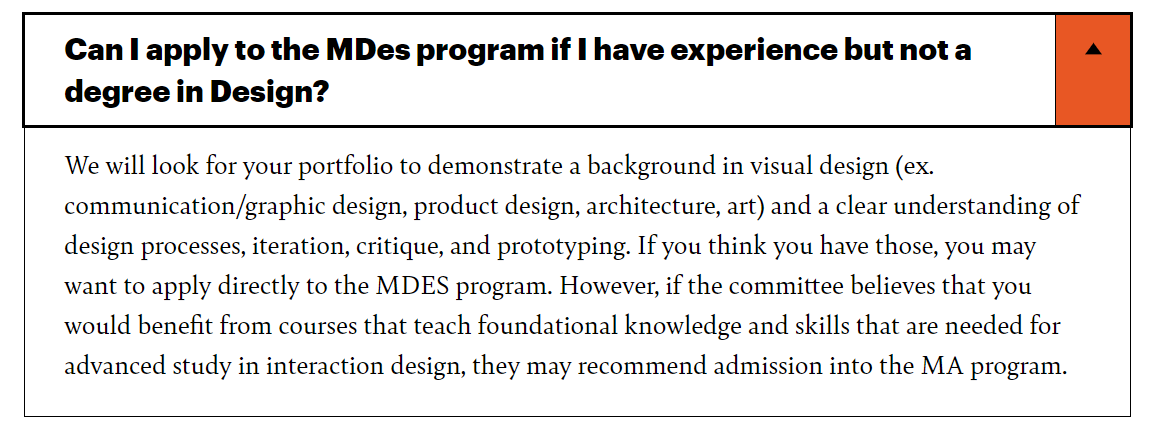 Can I apply to the MDes program if I have experience but not a
degree in Design?
We will look for your portfolio to demonstrate a background in visual design (ex.
communication/graphic design, product design, architecture, art) and a clear understanding of
design processes, iteration, critique, and prototyping. If you think you have those, you may
want to apply directly to the MDES program. However, if the committee believes that you
would benefit from courses that teach foundational knowledge and skills that are needed for
advanced study in interaction design, they may recommend admission into the MA program.